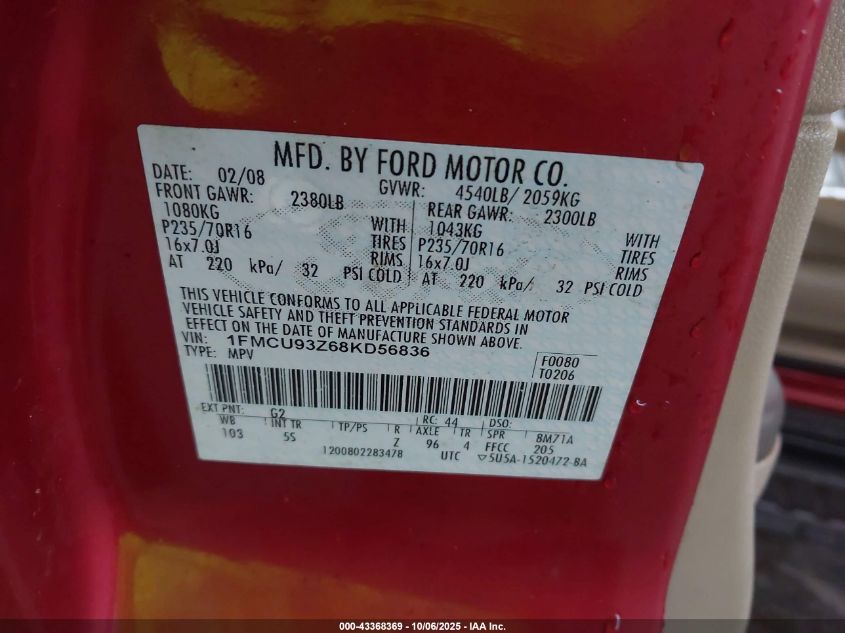 MFD. BY FORD MOTOR CO.
DATE: 02/08 GVWR: 4540LB/ 2059KG
FRONT GAWR: 2380LB REAR GAWR: 2300LB
1080KG WITH 1043KG WITH
P235/70R16 TIRES P235/70R16 TIRES
16x7.0J RIMS 16x7.0J RIMS
AT 220 kPa/ 32 PSI COLD AT 220 kPa/ 32 PSI COLD
THIS VEHICLE CONFORMS TO ALL APPLICABLE FEDERAL MOTOR
VEHICLE SAFETY AND THEFT PREVENTION STANDARDS IN
EFFECT ON THE DATE OF MANUFACTURE SHOWN ABOVE.
VIN: 1FMCU93Z68KD56836 F0080
TYPE: MPV T0206
EXT PNT: G2 RC: 44 DSO:
WB INT TR TP/PS R AXLE TR SPR BM71A
103 5S Z 96 4 FFCC 205
1200802283478 UTC ▽5U5A-1520472-BA
000-43368369 - 10/06/2025 - IAA Inc.